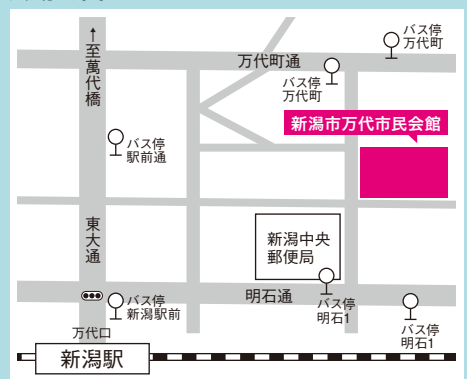 ↑至萬代橋
万代町通
バス停
万代町
バス停
万代町
新潟市万代市民会館
バス停
駅前通
東大通
新潟中央
郵便局
バス停
新潟駅前
明石通
バス停
明石1
バス停
明石1
万代口
新潟駅